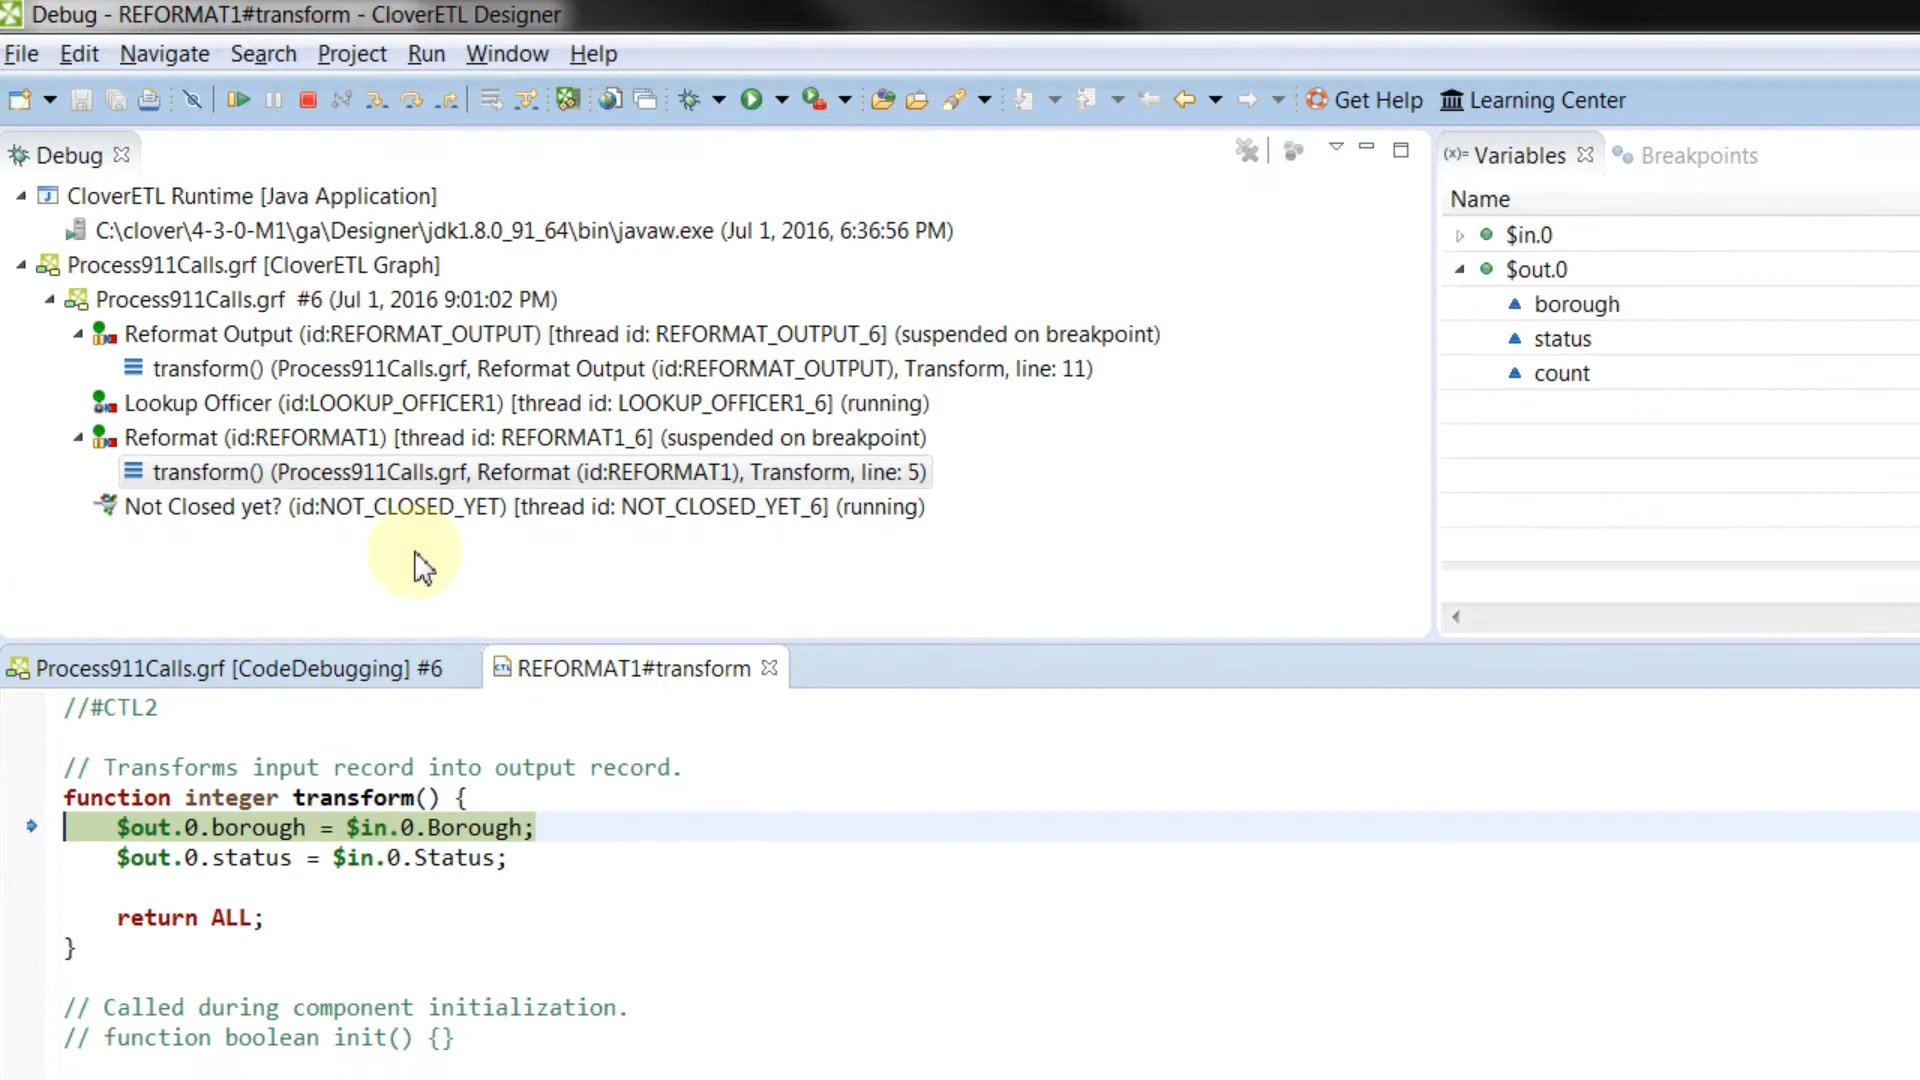 Debug - REFORMAT1#transform - CloverETL Designer
File Edit Navigate Search Project Run Window Help
Get Help Learning Center
Debug
(x)= Variables Breakpoints
CloverETL Runtime [Java Application]
Name
C:\clover\4-3-0-M1\ga\Designer\jdk1.8.0_91_64\bin\javaw.exe (Jul 1, 2016, 6:36:56 PM)
$in.0
Process911Calls.grf [CloverETL Graph]
$out.0
Process911Calls.grf #6 (Jul 1, 2016 9:01:02 PM)
borough
Reformat Output (id:REFORMAT_OUTPUT) [thread id: REFORMAT_OUTPUT_6] (suspended on breakpoint)
status
transform() (Process911Calls.grf, Reformat Output (id:REFORMAT_OUTPUT), Transform, line: 11)
count
Lookup Officer (id:LOOKUP_OFFICER1) [thread id: LOOKUP_OFFICER1_6] (running)
Reformat (id:REFORMAT1) [thread id: REFORMAT1_6] (suspended on breakpoint)
transform() (Process911Calls.grf, Reformat (id:REFORMAT1), Transform, line: 5)
Not Closed yet? (id:NOT_CLOSED_YET) [thread id: NOT_CLOSED_YET_6] (running)
Process911Calls.grf [CodeDebugging] #6
CTL REFORMAT1#transform
//#CTL2
// Transforms input record into output record.
function integer transform() {
$out.0.borough = $in.0.Borough;
$out.0.status = $in.0.Status;
return ALL;
}
// Called during component initialization.
// function boolean init() {}